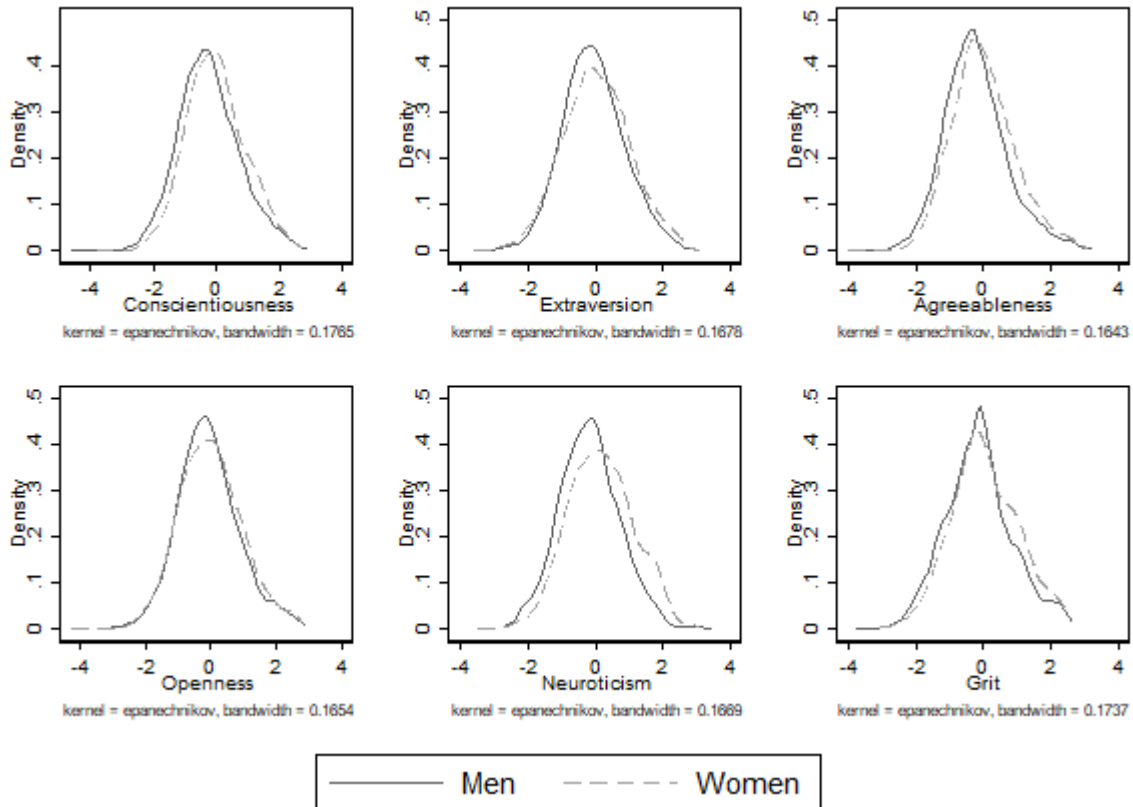 .5
.4
.3
.2
.1
0
Density
-4 -2 0 2 4
Conscientiousness
kernel = epanechnikov, bandwidth = 0.1765
.5
.4
.3
.2
.1
0
Density
-4 -2 0 2 4
Extraversion
kernel = epanechnikov, bandwidth = 0.1678
.5
.4
.3
.2
.1
0
Density
-4 -2 0 2 4
Agreeableness
kernel = epanechnikov, bandwidth = 0.1643
.5
.4
.3
.2
.1
0
Density
-4 -2 0 2 4
Openness
kernel = epanechnikov, bandwidth = 0.1654
.5
.4
.3
.2
.1
0
Density
-4 -2 0 2 4
Neuroticism
kernel = epanechnikov, bandwidth = 0.1669
.5
.4
.3
.2
.1
0
Density
-4 -2 0 2 4
Grit
kernel = epanechnikov, bandwidth = 0.1737
Men Women